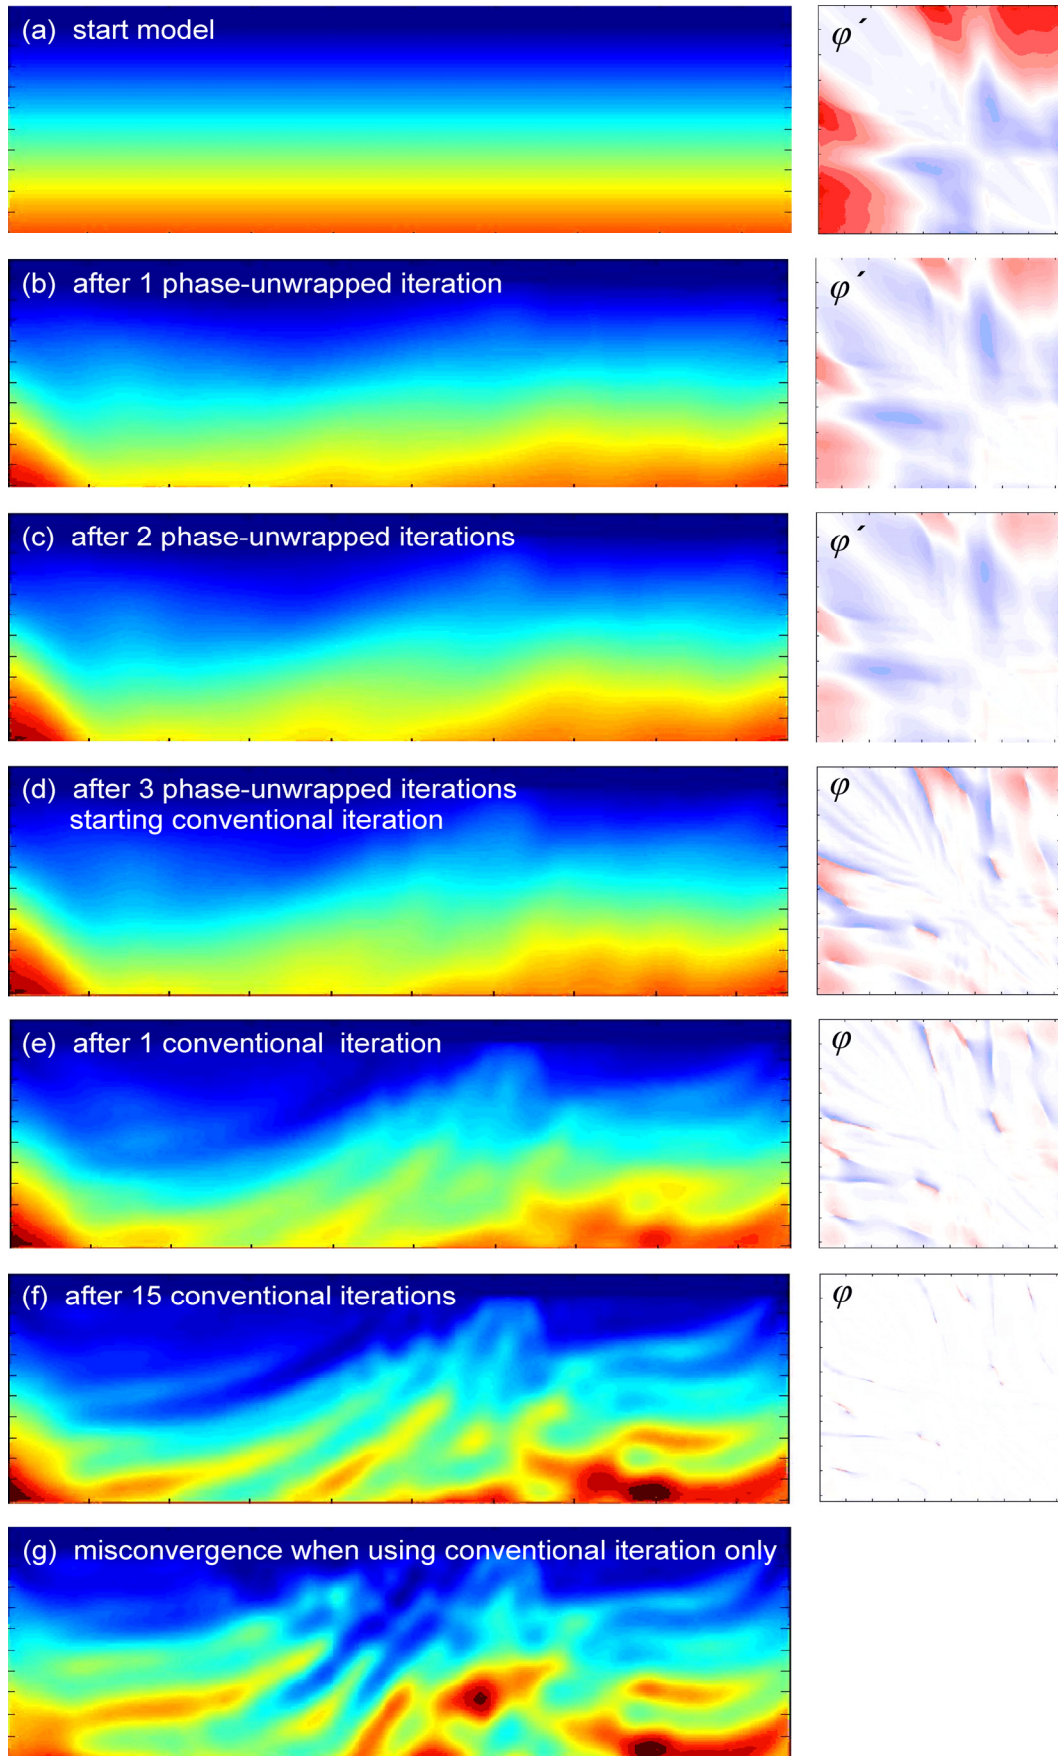 (a) start model
φ´
(b) after 1 phase-unwrapped iteration
φ´
(c) after 2 phase-unwrapped iterations
φ´
(d) after 3 phase-unwrapped iterations
starting conventional iteration
φ
(e) after 1 conventional iteration
φ
(f) after 15 conventional iterations
φ
(g) misconvergence when using conventional iteration only